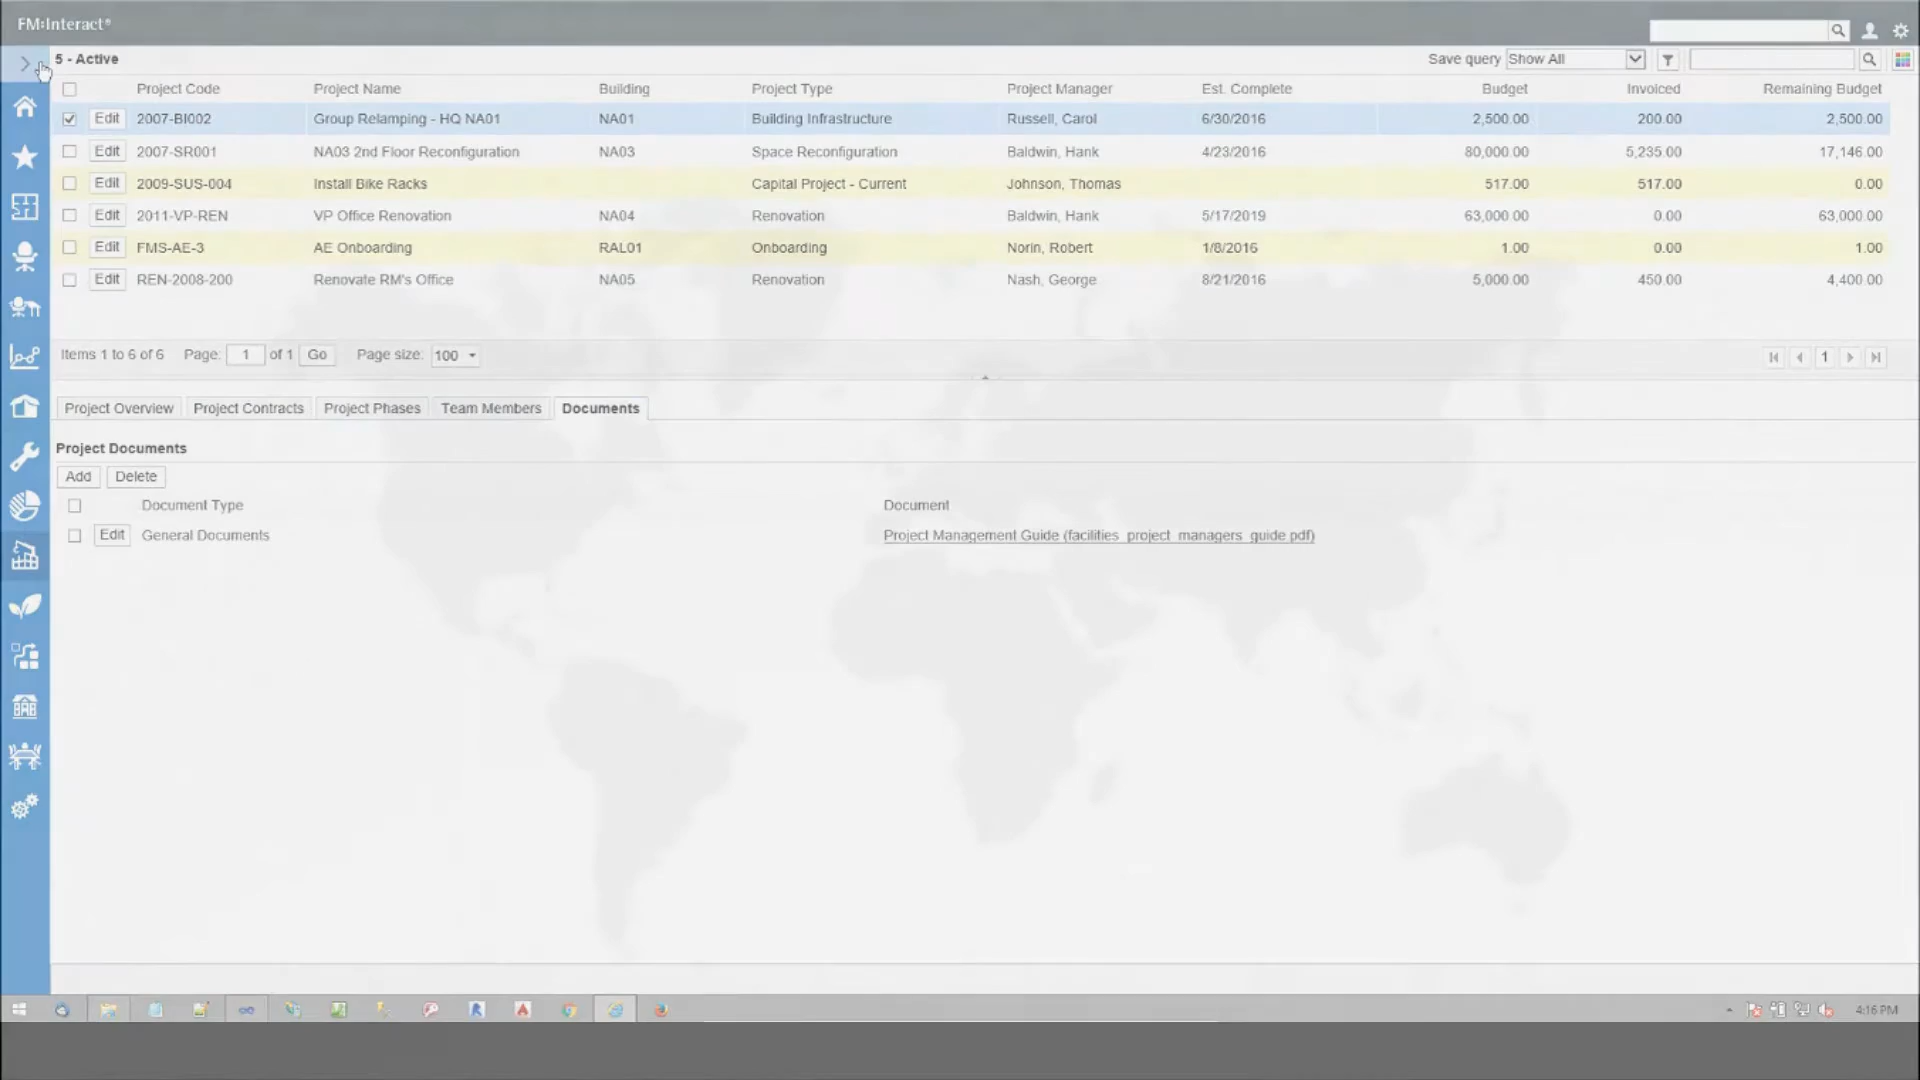 FM:Interact®
5 - Active
Save query Show All
Project Code Project Name Building Project Type Project Manager Est. Complete Budget Invoiced Remaining Budget
Edit 2007-BI002 Group Relamping - HQ NA01 NA01 Building Infrastructure Russell, Carol 6/30/2016 2,500.00 200.00 2,500.00
Edit 2007-SR001 NA03 2nd Floor Reconfiguration NA03 Space Reconfiguration Baldwin, Hank 4/23/2016 80,000.00 5,235.00 17,146.00
Edit 2009-SUS-004 Install Bike Racks Capital Project - Current Johnson, Thomas 517.00 517.00 0.00
Edit 2011-VP-REN VP Office Renovation NA04 Renovation Baldwin, Hank 5/17/2019 63,000.00 0.00 63,000.00
Edit FMS-AE-3 AE Onboarding RAL01 Onboarding Norin, Robert 1/8/2016 1.00 0.00 1.00
Edit REN-2008-200 Renovate RM's Office NA05 Renovation Nash, George 8/21/2016 5,000.00 450.00 4,400.00
Items 1 to 6 of 6 Page: 1 of 1 Go Page size: 100 1
Project Overview Project Contracts Project Phases Team Members Documents
Project Documents
Add Delete
Document Type Document
Edit General Documents Project Management Guide (facilities_project_managers_guide.pdf)
4:16 PM